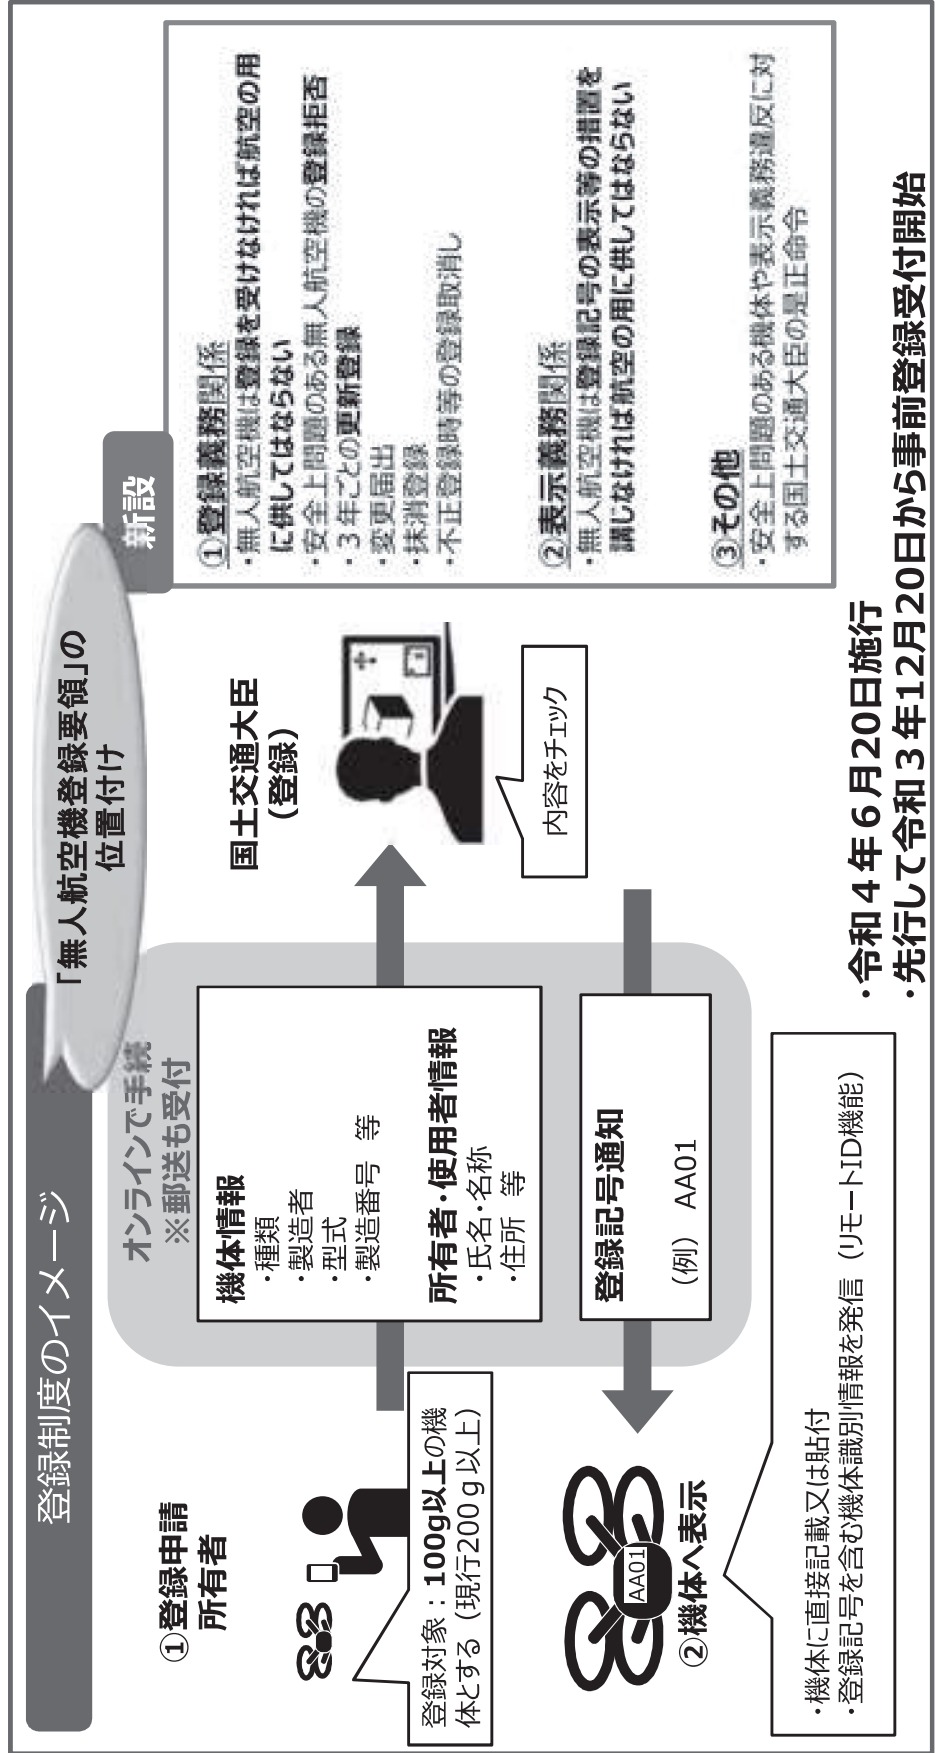 登録制度のイメージ
「無人航空機登録要領」の
位置付け
オンラインで手続
※郵送も受付
①登録申請
所有者
登録対象：100g以上の機
体とする（現行200ｇ以上）
機体情報
・種類
・製造者
・型式
・製造番号 等
所有者・使用者情報
・氏名・名称
・住所 等
国土交通大臣
（登録）
内容をチェック
登録記号通知
（例） AA01
AA01
②機体へ表示
・機体に直接記載又は貼付
・登録記号を含む機体識別情報を発信（リモートID機能）
新設
①登録義務関係
・無人航空機は登録を受けなければ航空の用
に供してはならない
・安全上問題のある無人航空機の登録拒否
・３年ごとの更新登録
・変更届出
・抹消登録
・不正登録時等の登録取消し
②表示義務関係
・無人航空機は登録記号の表示等の措置を
講じなければ航空の用に供してはならない
③その他
・安全上問題のある機体や表示義務違反に対
する国土交通大臣の是正命令
・令和４年６月20日施行
・先行して令和３年12月20日から事前登録受付開始